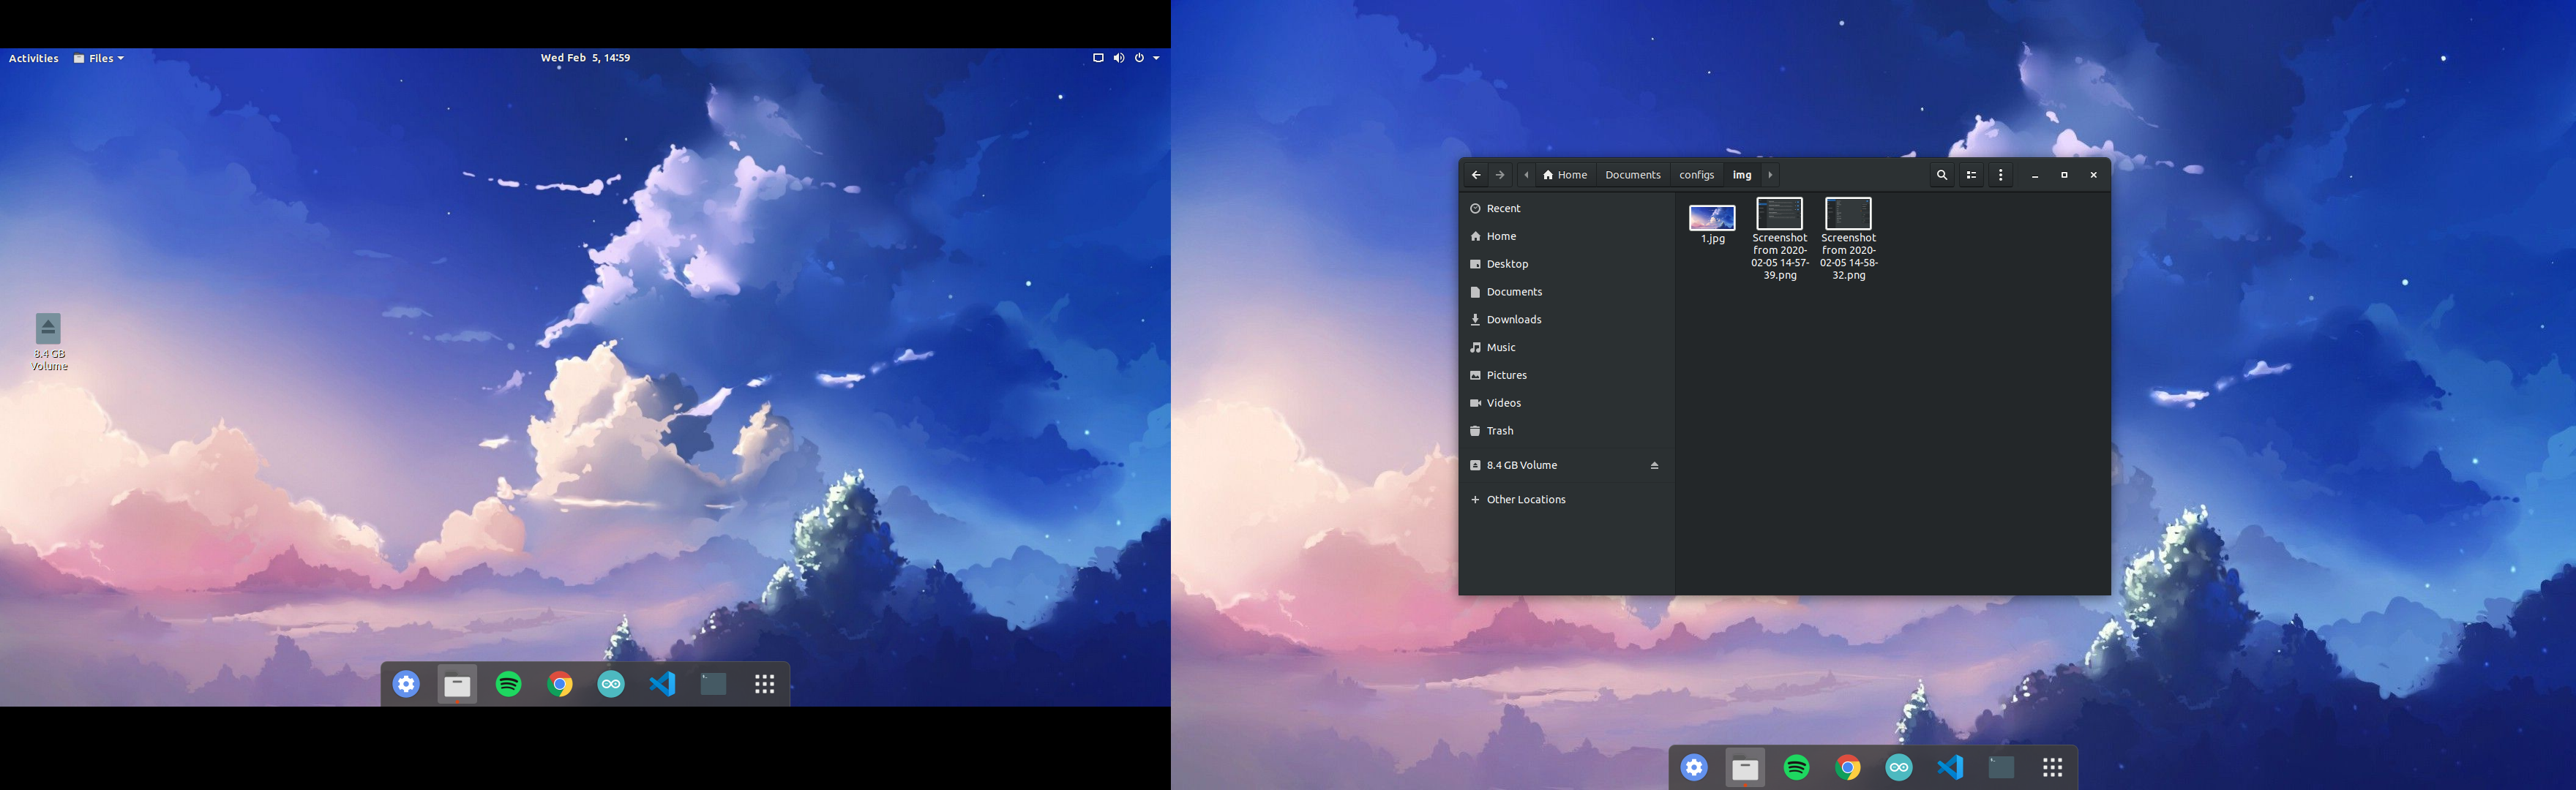 Activities
Files
Wed Feb 5, 14:59
8.4 GB
Volume
Home
Documents
configs
img
Recent
Home
Desktop
Documents
Downloads
Music
Pictures
Videos
Trash
8.4 GB Volume
Other Locations
1.jpg
Screenshot
from 2020-
02-05 14-57-
39.png
Screenshot
from 2020-
02-05 14-58-
32.png